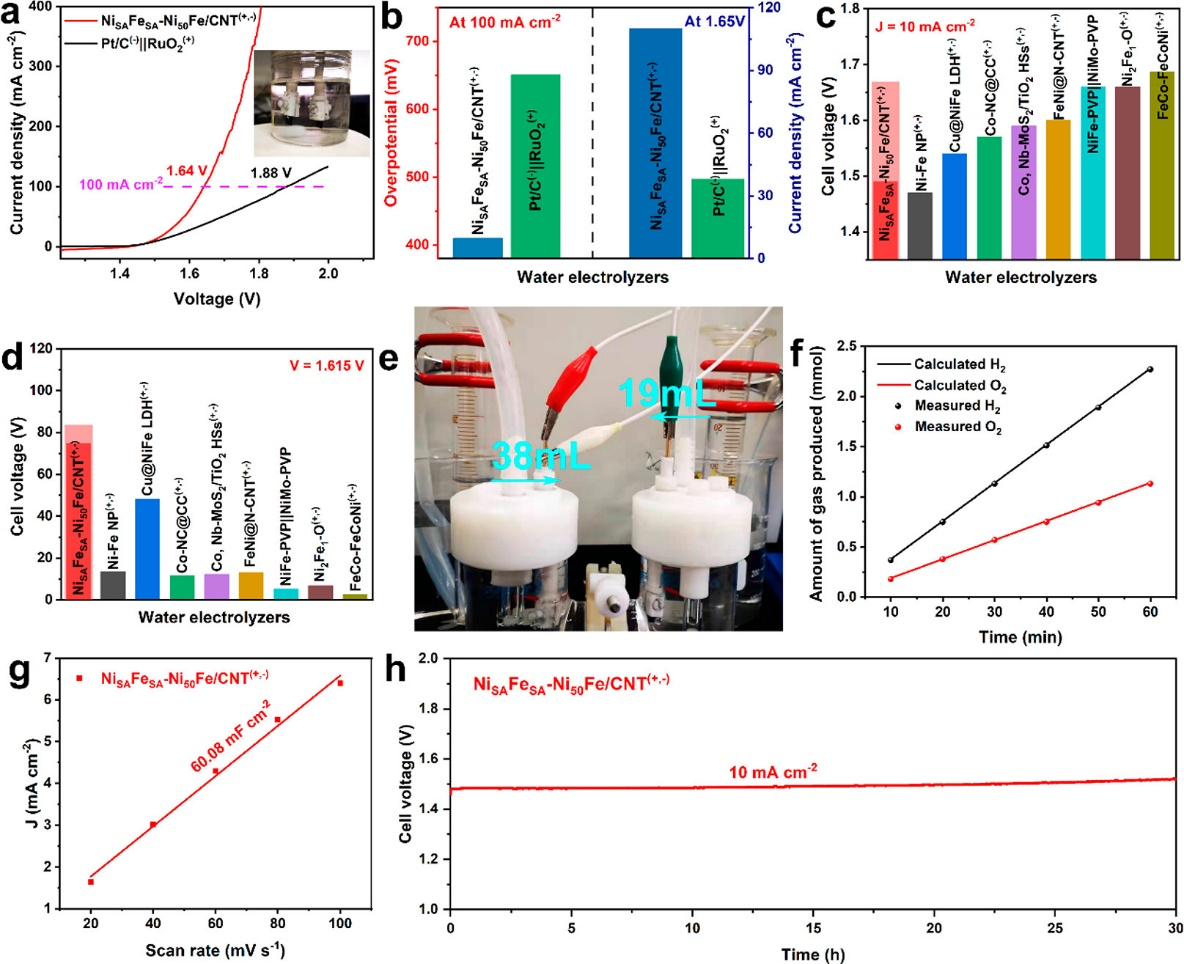 a
Ni_SAFe_SA-Ni₅₀Fe/CNT⁽⁺,⁻⁾
Pt/C⁽⁻⁾||RuO₂⁽⁺⁾
400
300
200
100
0
Current density (mA cm⁻²)
1.64 V
1.88 V
100 mA cm⁻²
1.4 1.6 1.8 2.0
Voltage (V)
b
At 100 mA cm⁻²
At 1.65V
700
600
500
400
Overpotential (mV)
Ni_SAFe_SA-Ni₅₀Fe/CNT⁽⁺,⁻⁾
Pt/C⁽⁻⁾||RuO₂⁽⁺⁾
Ni_SAFe_SA-Ni₅₀Fe/CNT⁽⁺,⁻⁾
Pt/C⁽⁻⁾||RuO₂⁽⁺⁾
120
90
60
30
0
Current density (mA cm⁻²)
Water electrolyzers
c
J = 10 mA cm⁻²
1.8
1.7
1.6
1.5
1.4
Cell voltage (V)
Ni_SAFe_SA-Ni₅₀Fe/CNT⁽⁺,⁻⁾
Ni-Fe NP⁽⁺,⁻⁾
Cu@NiFe LDH⁽⁺,⁻⁾
Co-NC@CC⁽⁺,⁻⁾
Co, Nb-MoS₂/TiO₂ HSs⁽⁺,⁻⁾
FeNi@N-CNT⁽⁺,⁻⁾
NiFe-PVP||NiMo-PVP
Ni₂Fe₁-O⁽⁺,⁻⁾
FeCo-FeCoNi⁽⁺,⁻⁾
Water electrolyzers
d
V = 1.615 V
120
100
80
60
40
20
0
Cell voltage (V)
Ni_SAFe_SA-Ni₅₀Fe/CNT⁽⁺,⁻⁾
Ni-Fe NP⁽⁺,⁻⁾
Cu@NiFe LDH⁽⁺,⁻⁾
Co-NC@CC⁽⁺,⁻⁾
Co, Nb-MoS₂/TiO₂ HSs⁽⁺,⁻⁾
FeNi@N-CNT⁽⁺,⁻⁾
NiFe-PVP||NiMo-PVP
Ni₂Fe₁-O⁽⁺,⁻⁾
FeCo-FeCoNi⁽⁺,⁻⁾
Water electrolyzers
e
19mL
38mL
f
Calculated H₂
Calculated O₂
Measured H₂
Measured O₂
2.5
2.0
1.5
1.0
0.5
0.0
Amount of gas produced (mmol)
10 20 30 40 50 60
Time (min)
g
Ni_SAFe_SA-Ni₅₀Fe/CNT⁽⁺,⁻⁾
60.08 mF cm⁻²
7
6
5
4
3
2
1
J (mA cm⁻²)
20 40 60 80 100
Scan rate (mV s⁻¹)
h
Ni_SAFe_SA-Ni₅₀Fe/CNT⁽⁺,⁻⁾
10 mA cm⁻²
2.0
1.8
1.6
1.4
1.2
1.0
Cell voltage (V)
0 5 10 15 20 25 30
Time (h)